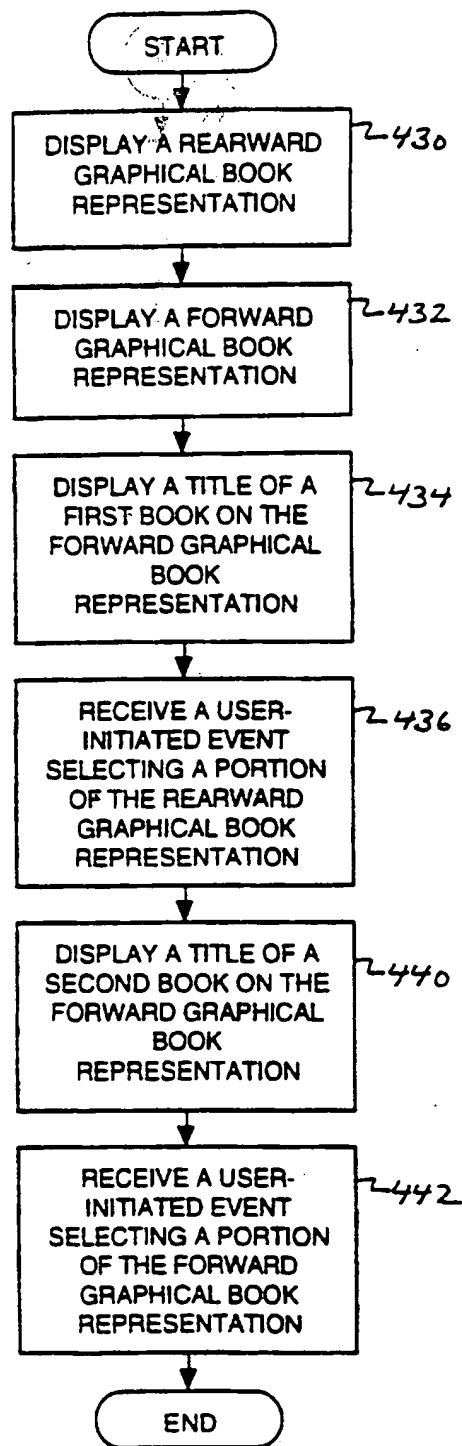 START
DISPLAY A REARWARD
GRAPHICAL BOOK
REPRESENTATION
430
DISPLAY A FORWARD
GRAPHICAL BOOK
REPRESENTATION
432
DISPLAY A TITLE OF A
FIRST BOOK ON THE
FORWARD GRAPHICAL
BOOK
REPRESENTATION
434
RECEIVE A USER-
INITIATED EVENT
SELECTING A PORTION
OF THE REARWARD
GRAPHICAL BOOK
REPRESENTATION
436
DISPLAY A TITLE OF A
SECOND BOOK ON THE
FORWARD GRAPHICAL
BOOK
REPRESENTATION
440
RECEIVE A USER-
INITIATED EVENT
SELECTING A PORTION
OF THE FORWARD
GRAPHICAL BOOK
REPRESENTATION
442
END